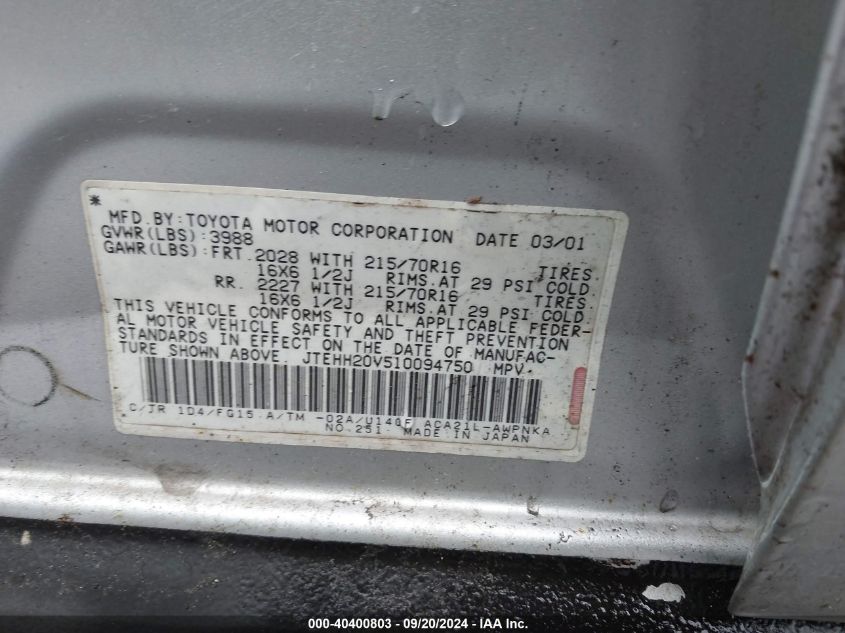 *
MFD.BY:TOYOTA MOTOR CORPORATION DATE 03/01
GVWR(LBS):3988
GAWR(LBS):FRT.2028 WITH 215/70R16 TIRES.
16X6 1/2J RIMS.AT 29 PSI COLD.
RR. 2227 WITH 215/70R16 TIRES
16X6 1/2J RIMS.AT 29 PSI COLD.
THIS VEHICLE CONFORMS TO ALL APPLICABLE FEDER-
AL MOTOR VEHICLE SAFETY AND THEFT PREVENTION
STANDARDS IN EFFECT ON THE DATE OF MANUFAC-
TURE SHOWN ABOVE. JTEHH20V510094750 MPV.
C/TR 1D4/FG15 A/TM -02A/U140F ACA21L-AWPNKA
NO.251 MADE IN JAPAN
000-40400803 - 09/20/2024 - IAAI.com